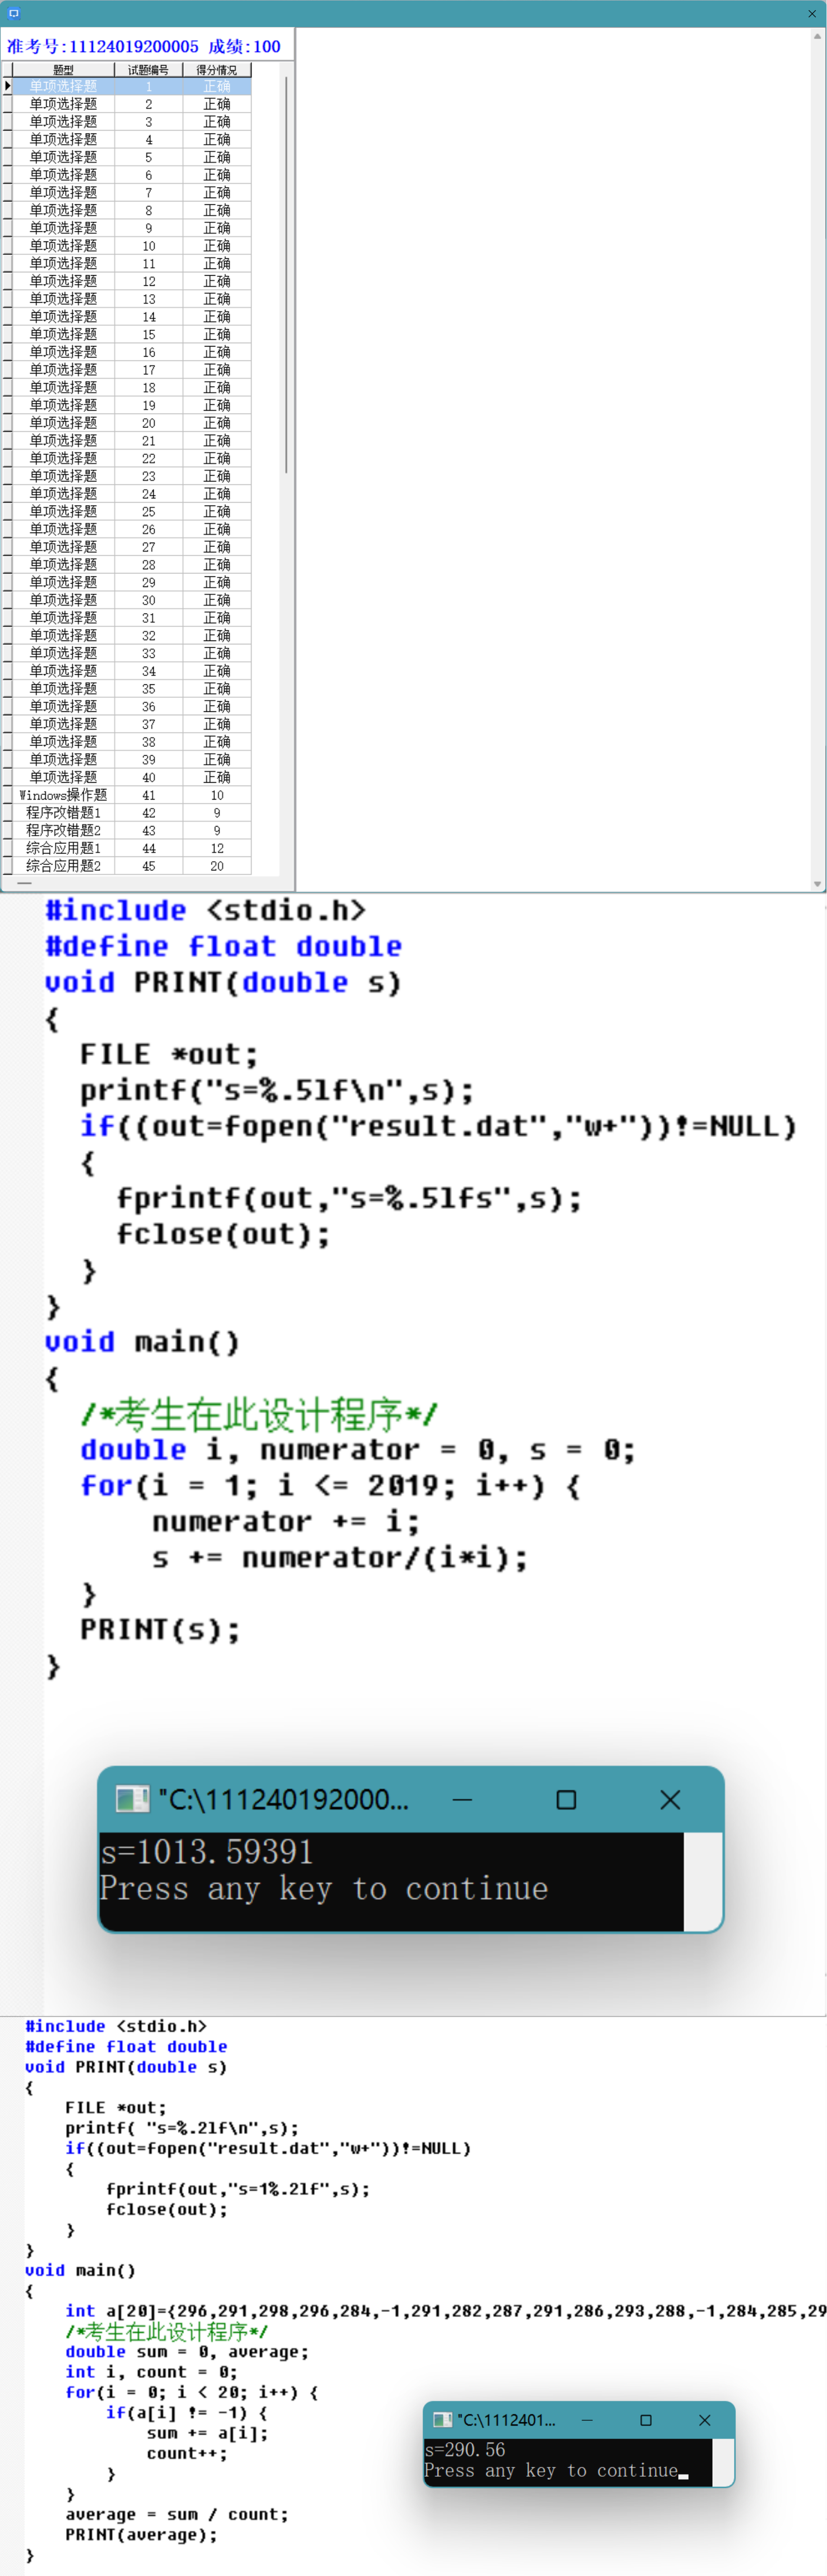 准考号:11124019200005 成绩:100
题型 试题编号 得分情况
单项选择题 1 正确
单项选择题 2 正确
单项选择题 3 正确
单项选择题 4 正确
单项选择题 5 正确
单项选择题 6 正确
单项选择题 7 正确
单项选择题 8 正确
单项选择题 9 正确
单项选择题 10 正确
单项选择题 11 正确
单项选择题 12 正确
单项选择题 13 正确
单项选择题 14 正确
单项选择题 15 正确
单项选择题 16 正确
单项选择题 17 正确
单项选择题 18 正确
单项选择题 19 正确
单项选择题 20 正确
单项选择题 21 正确
单项选择题 22 正确
单项选择题 23 正确
单项选择题 24 正确
单项选择题 25 正确
单项选择题 26 正确
单项选择题 27 正确
单项选择题 28 正确
单项选择题 29 正确
单项选择题 30 正确
单项选择题 31 正确
单项选择题 32 正确
单项选择题 33 正确
单项选择题 34 正确
单项选择题 35 正确
单项选择题 36 正确
单项选择题 37 正确
单项选择题 38 正确
单项选择题 39 正确
单项选择题 40 正确
Windows操作题 41 10
程序改错题1 42 9
程序改错题2 43 9
综合应用题1 44 12
综合应用题2 45 20
#include <stdio.h>
#define float double
void PRINT(double s)
{
FILE *out;
printf("s=%.5lf\n",s);
if((out=fopen("result.dat","w+"))!=NULL)
{
fprintf(out,"s=%.5lfs",s);
fclose(out);
}
}
void main()
{
/*考生在此设计程序*/
double i, numerator = 0, s = 0;
for(i = 1; i <= 2019; i++) {
numerator += i;
s += numerator/(i*i);
}
PRINT(s);
}
"C:\111240192000...
s=1013.59391
Press any key to continue
#include <stdio.h>
#define float double
void PRINT(double s)
{
FILE *out;
printf( "s=%.2lf\n",s);
if((out=fopen("result.dat","w+"))!=NULL)
{
fprintf(out,"s=1%.2lf",s);
fclose(out);
}
}
void main()
{
int a[20]={296,291,298,296,284,-1,291,282,287,291,286,293,288,-1,284,285,29
/*考生在此设计程序*/
double sum = 0, average;
int i, count = 0;
for(i = 0; i < 20; i++) {
if(a[i] != -1) {
sum += a[i];
count++;
}
}
average = sum / count;
PRINT(average);
}
"C:\1112401...
s=290.56
Press any key to continue